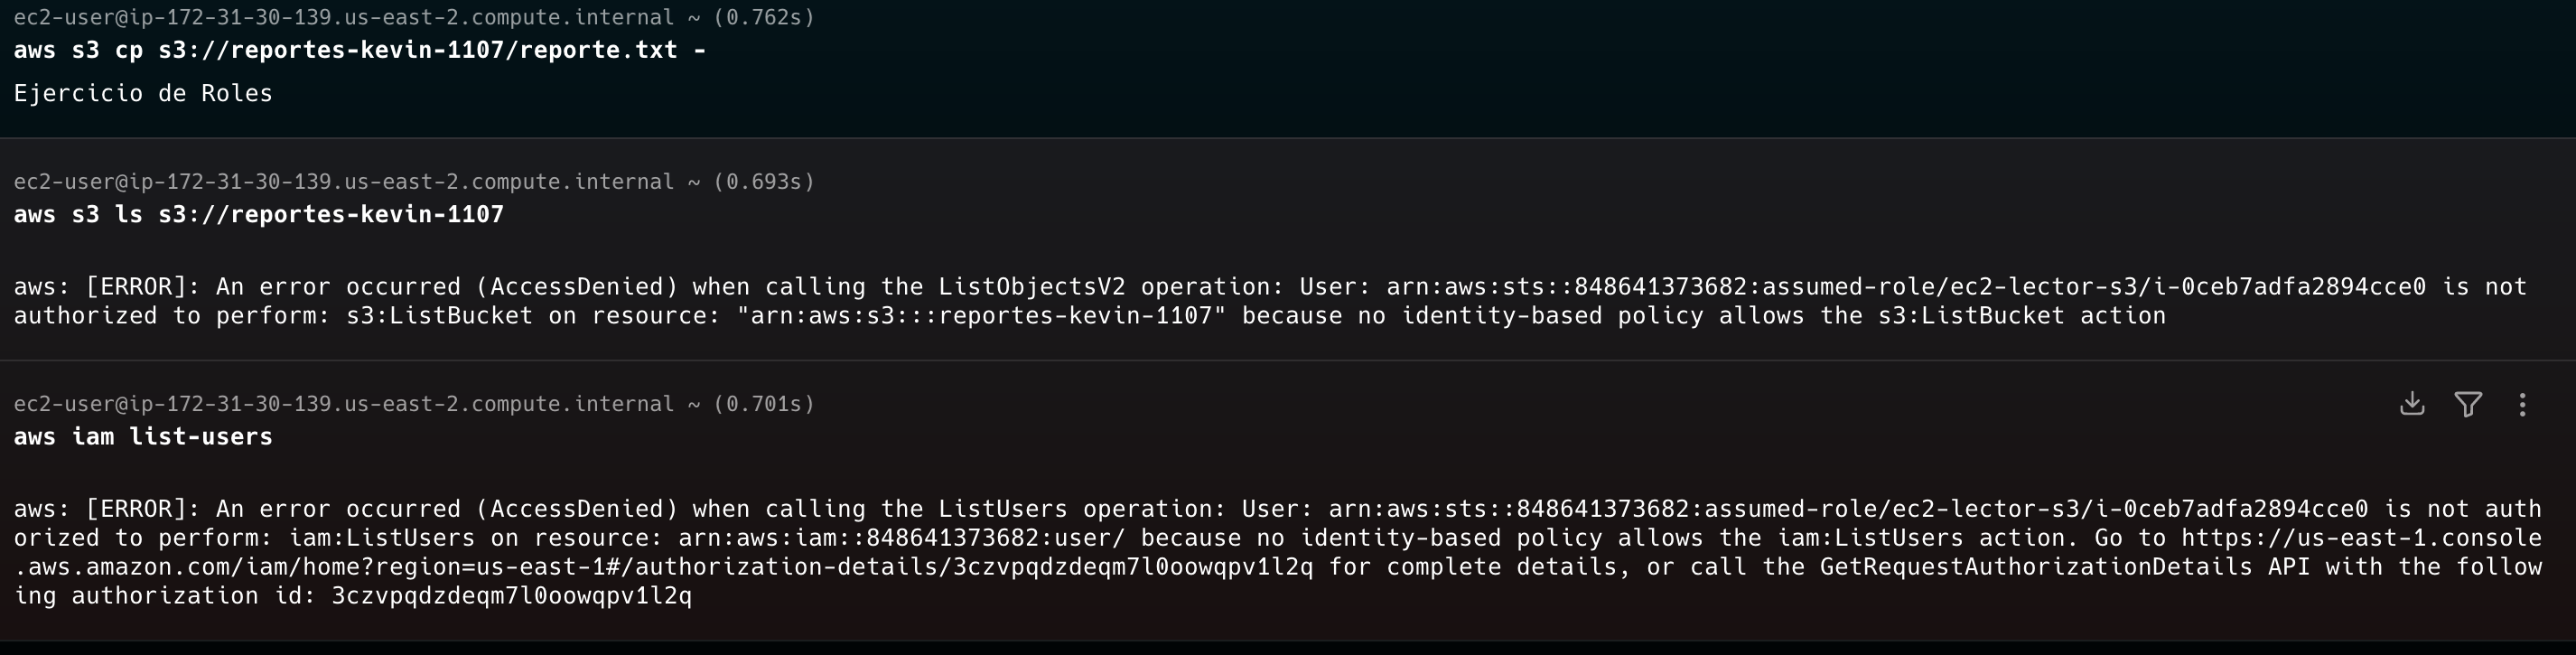 ec2-user@ip-172-31-30-139.us-east-2.compute.internal ~ (0.762s)
aws s3 cp s3://reportes-kevin-1107/reporte.txt -
Ejercicio de Roles
ec2-user@ip-172-31-30-139.us-east-2.compute.internal ~ (0.693s)
aws s3 ls s3://reportes-kevin-1107
aws: [ERROR]: An error occurred (AccessDenied) when calling the ListObjectsV2 operation: User: arn:aws:sts::848641373682:assumed-role/ec2-lector-s3/i-0ceb7adfa2894cce0 is not
authorized to perform: s3:ListBucket on resource: "arn:aws:s3:::reportes-kevin-1107" because no identity-based policy allows the s3:ListBucket action
ec2-user@ip-172-31-30-139.us-east-2.compute.internal ~ (0.701s)
aws iam list-users
aws: [ERROR]: An error occurred (AccessDenied) when calling the ListUsers operation: User: arn:aws:sts::848641373682:assumed-role/ec2-lector-s3/i-0ceb7adfa2894cce0 is not auth
orized to perform: iam:ListUsers on resource: arn:aws:iam::848641373682:user/ because no identity-based policy allows the iam:ListUsers action. Go to https://us-east-1.console
.aws.amazon.com/iam/home?region=us-east-1#/authorization-details/3czvpqdzdeqm7l0oowqpv1l2q for complete details, or call the GetRequestAuthorizationDetails API with the follow
ing authorization id: 3czvpqdzdeqm7l0oowqpv1l2q